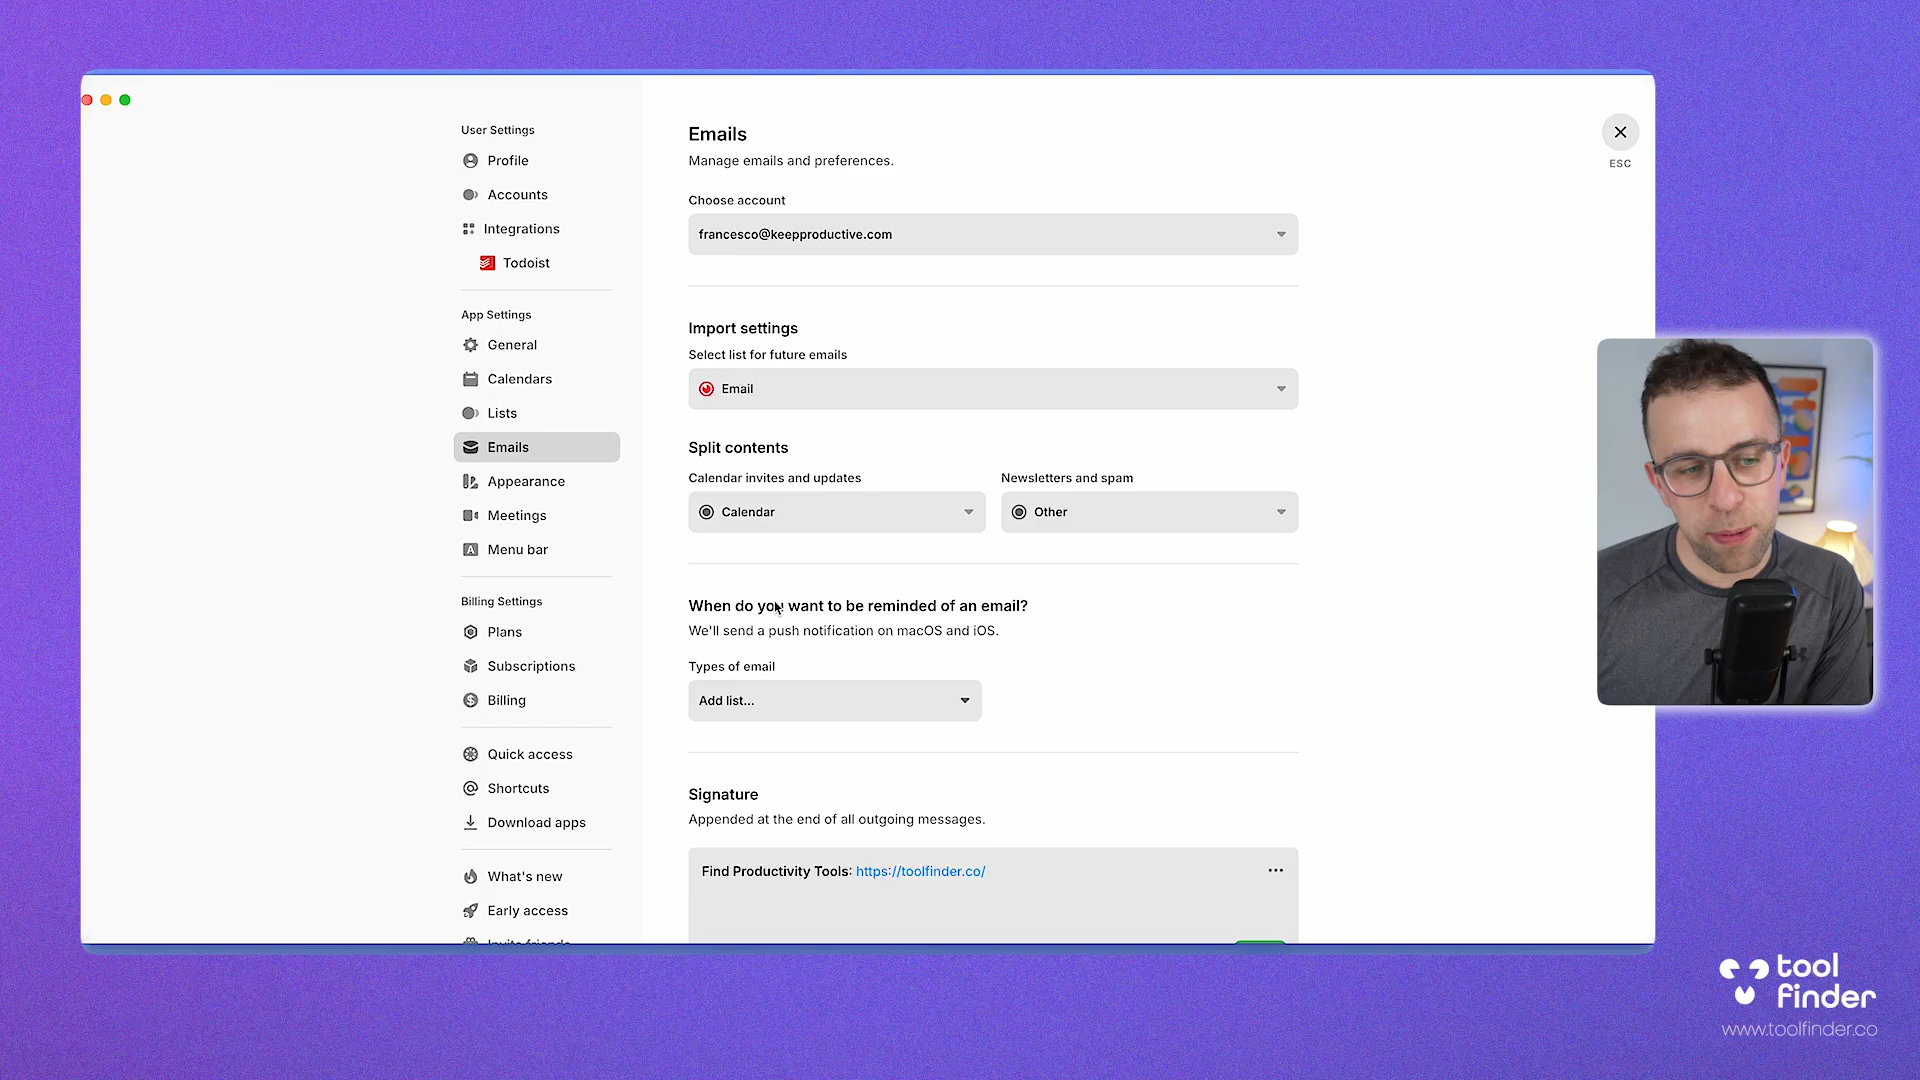 User Settings
Profile
Accounts
Integrations
Todoist
App Settings
General
Calendars
Lists
Emails
Appearance
Meetings
Menu bar
Billing Settings
Plans
Subscriptions
Billing
Quick access
Shortcuts
Download apps
What's new
Early access
Invite friends
Emails
Manage emails and preferences.
Choose account
francesco@keepproductive.com
Import settings
Select list for future emails
Email
Split contents
Calendar invites and updates
Newsletters and spam
Calendar
Other
When do you want to be reminded of an email?
We'll send a push notification on macOS and iOS.
Types of email
Add list...
Signature
Appended at the end of all outgoing messages.
Find Productivity Tools: https://toolfinder.co/
ESC
tool
finder
www.toolfinder.co